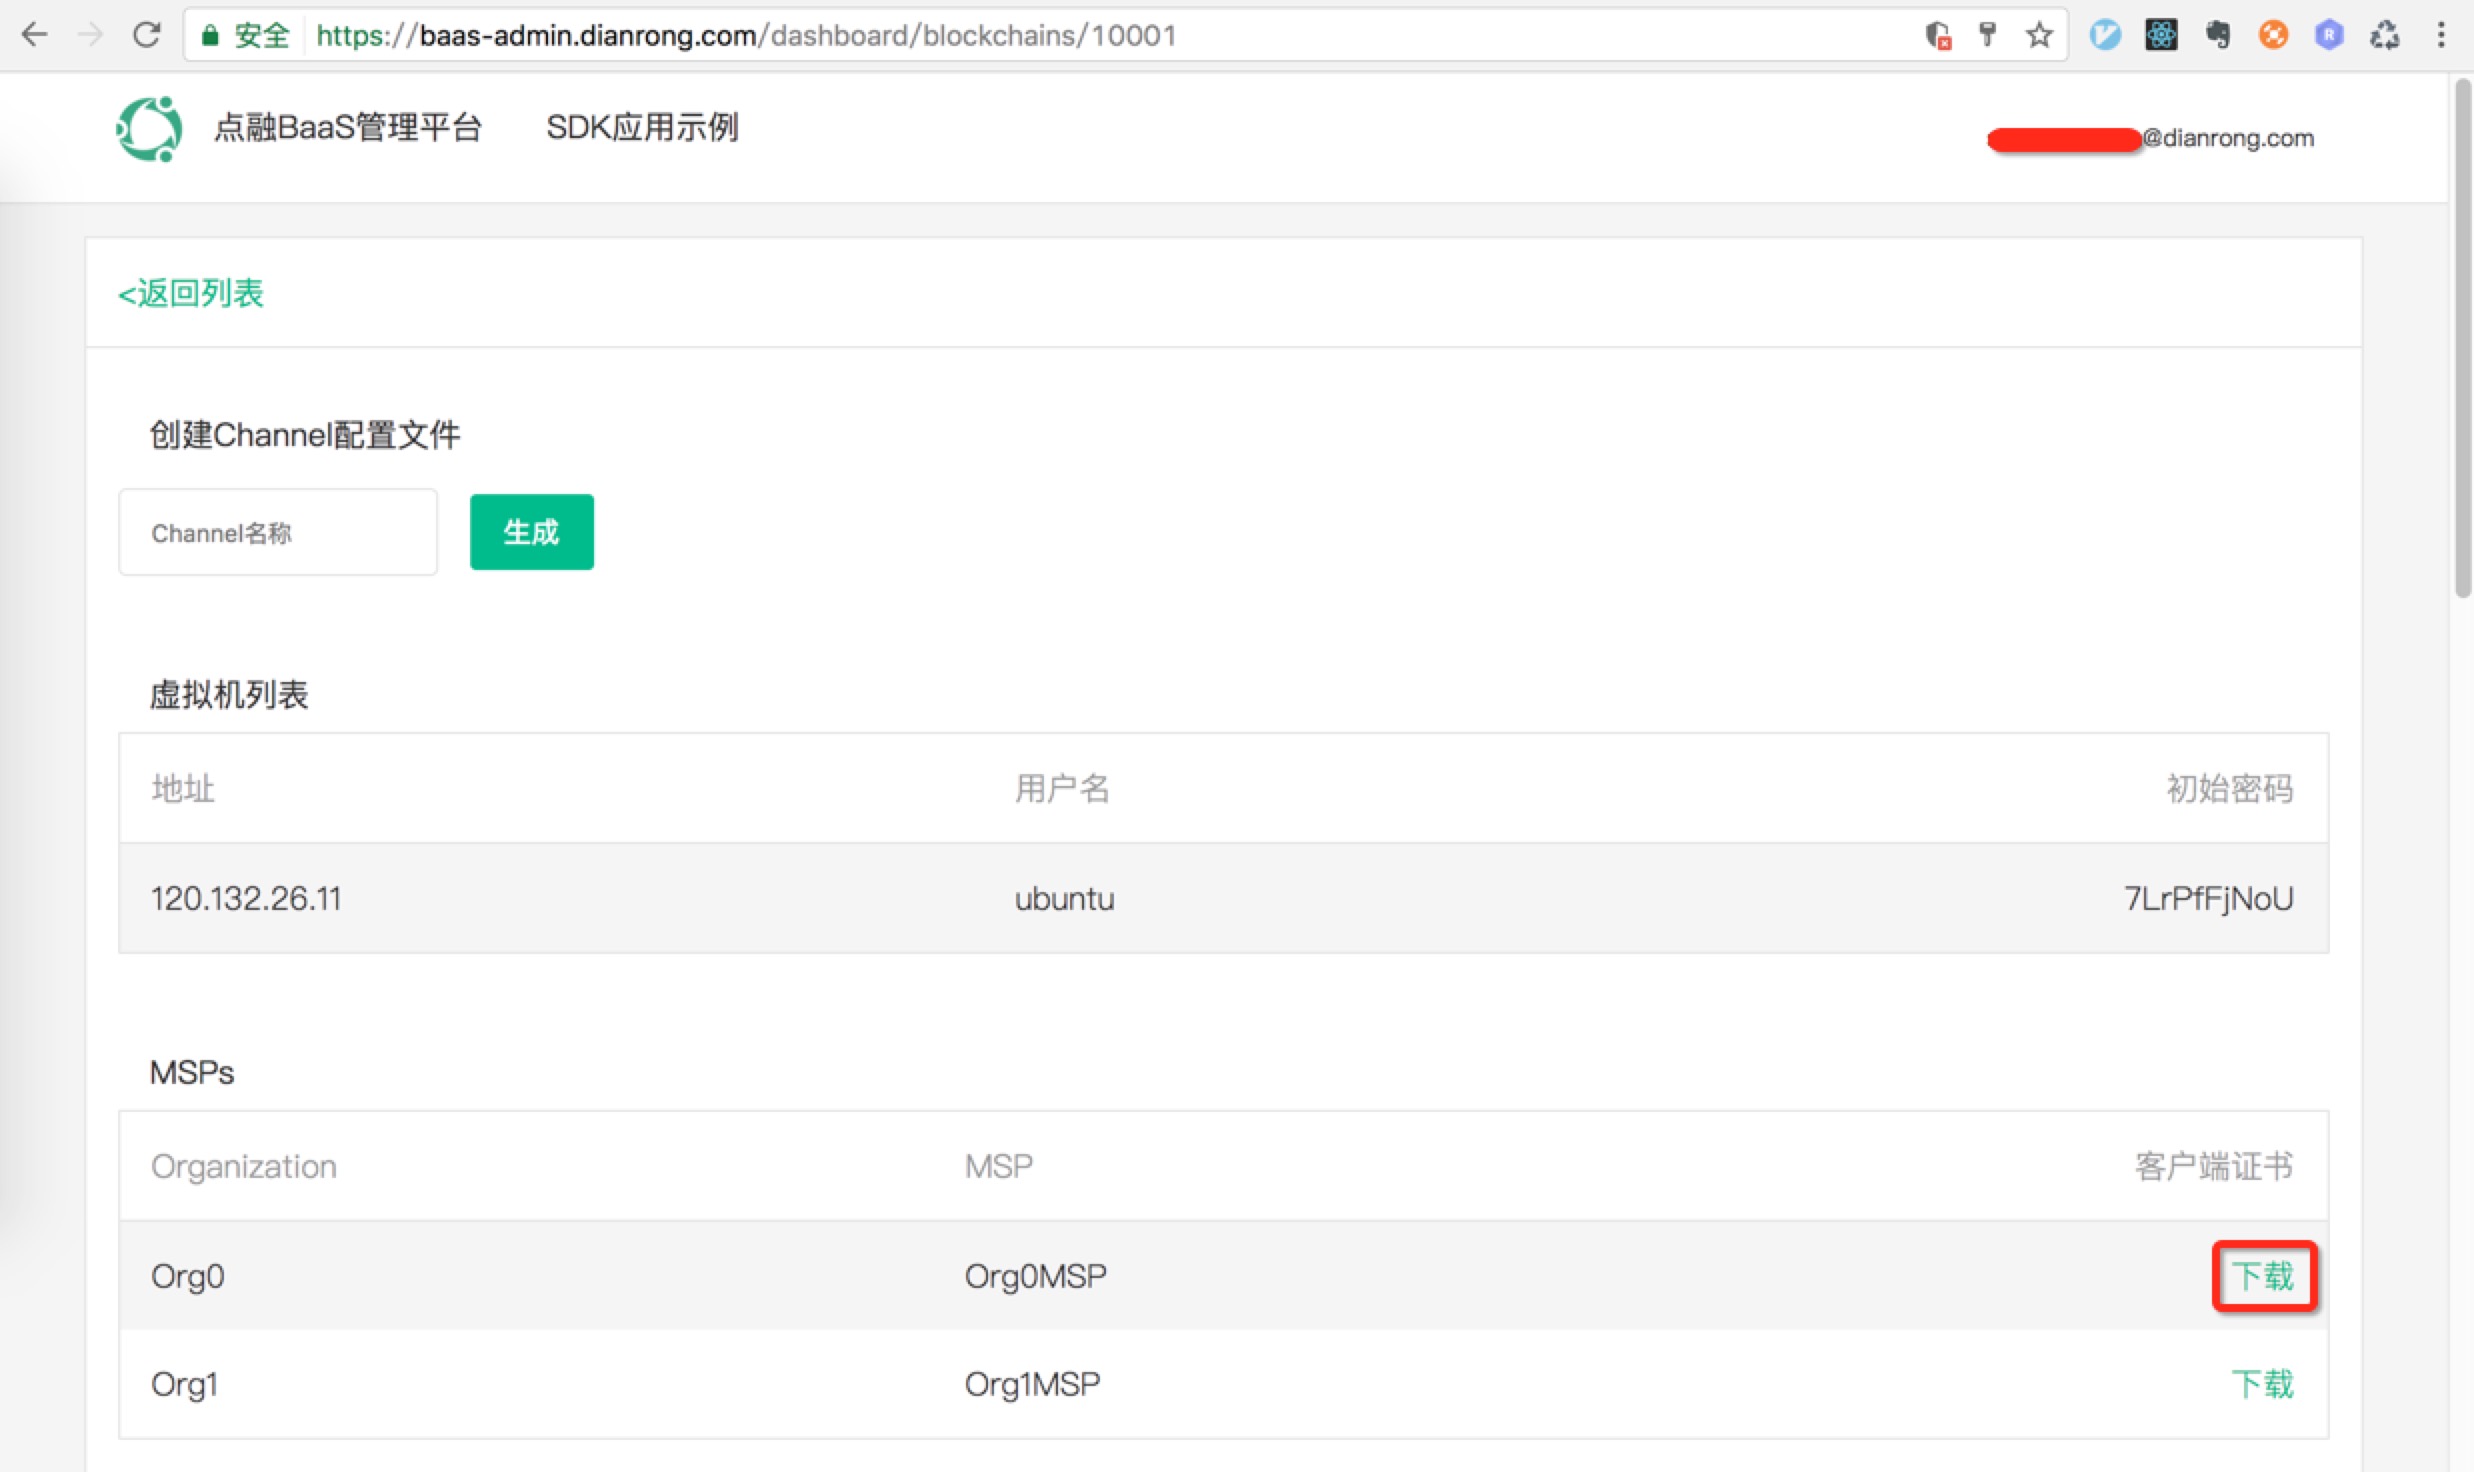 安全 https://baas-admin.dianrong.com/dashboard/blockchains/10001
点融BaaS管理平台 SDK应用示例 @dianrong.com
<返回列表
创建Channel配置文件
Channel名称 生成
虚拟机列表
地址 用户名 初始密码
120.132.26.11 ubuntu 7LrPfFjNoU
MSPs
Organization MSP 客户端证书
Org0 Org0MSP 下载
Org1 Org1MSP 下载